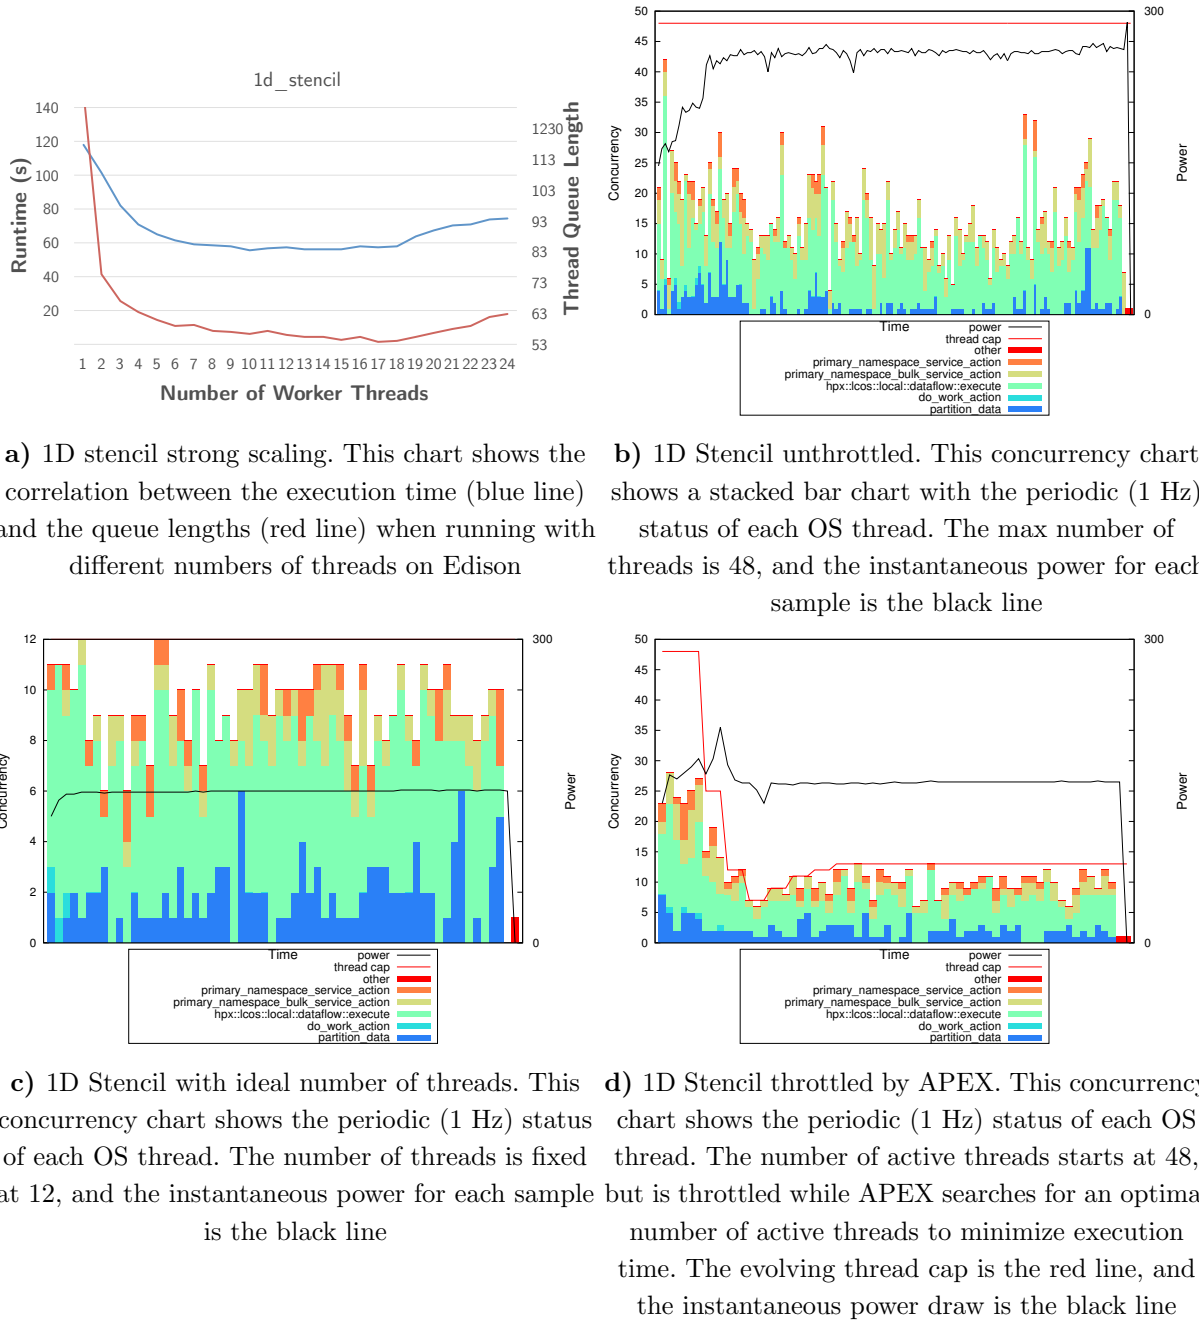 1d_stencil
140
120
100
80
60
40
20
Runtime (s)
1230
113
103
93
83
73
63
53
Thread Queue Length
1 2 3 4 5 6 7 8 9 10 11 12 13 14 15 16 17 18 19 20 21 22 23 24
Number of Worker Threads
50
45
40
35
30
25
20
15
10
5
0
Concurrency
300
0
Power
Time
power
thread cap
other
primary_namespace_service_action
primary_namespace_bulk_service_action
hpx::lcos::local::dataflow::execute
do_work_action
partition_data
a) 1D stencil strong scaling. This chart shows the
correlation between the execution time (blue line)
and the queue lengths (red line) when running with
different numbers of threads on Edison
b) 1D Stencil unthrottled. This concurrency chart
shows a stacked bar chart with the periodic (1 Hz)
status of each OS thread. The max number of
threads is 48, and the instantaneous power for each
sample is the black line
12
10
8
6
4
2
0
Concurrency
300
0
Power
Time
power
thread cap
other
primary_namespace_service_action
primary_namespace_bulk_service_action
hpx::lcos::local::dataflow::execute
do_work_action
partition_data
50
45
40
35
30
25
20
15
10
5
0
Concurrency
300
0
Power
Time
power
thread cap
other
primary_namespace_service_action
primary_namespace_bulk_service_action
hpx::lcos::local::dataflow::execute
do_work_action
partition_data
c) 1D Stencil with ideal number of threads. This
concurrency chart shows the periodic (1 Hz) status
of each OS thread. The number of threads is fixed
at 12, and the instantaneous power for each sample
is the black line
d) 1D Stencil throttled by APEX. This concurrency
chart shows the periodic (1 Hz) status of each OS
thread. The number of active threads starts at 48,
but is throttled while APEX searches for an optima
number of active threads to minimize execution
time. The evolving thread cap is the red line, and
the instantaneous power draw is the black line